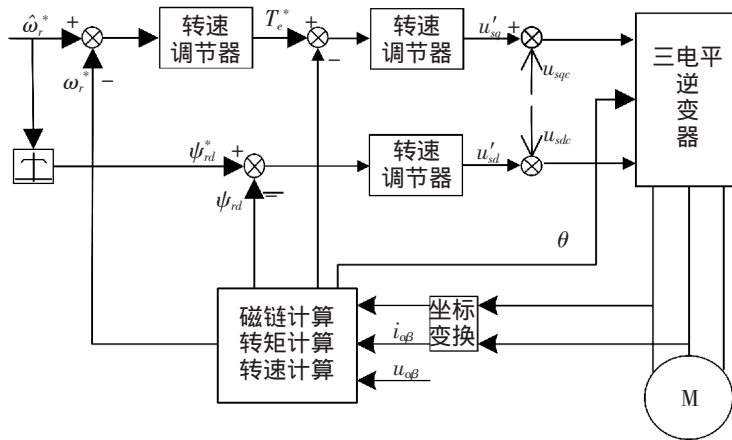 ω̂ᵣ*
+
转速
调节器
Tₑ*
+
转速
调节器
u′sq
+
三电平
逆变器
ωᵣ*
−
−
usqc
ψrd*
+
转速
调节器
u′sd
usdc
ψrd
−
θ
磁链计算
转矩计算
转速计算
坐标
变换
iαβ
uαβ
M